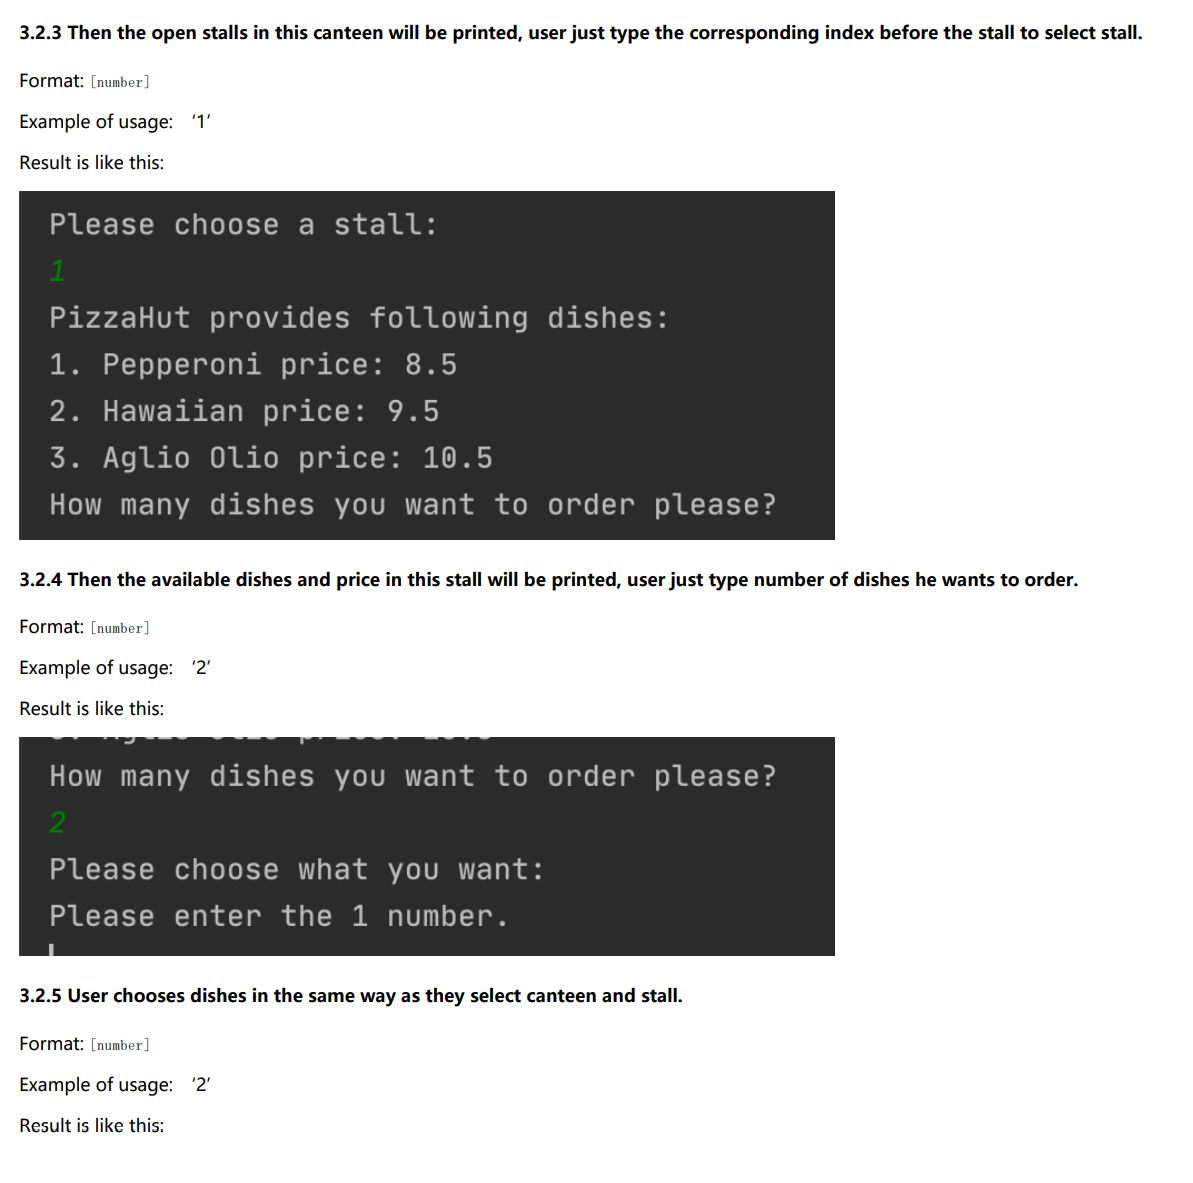 3.2.3 Then the open stalls in this canteen will be printed, user just type the corresponding index before the stall to select stall.
Format: [number]
Example of usage: ‘1’
Result is like this:
Please choose a stall:
1
PizzaHut provides following dishes:
1. Pepperoni price: 8.5
2. Hawaiian price: 9.5
3. Aglio Olio price: 10.5
How many dishes you want to order please?
3.2.4 Then the available dishes and price in this stall will be printed, user just type number of dishes he wants to order.
Format: [number]
Example of usage: ‘2’
Result is like this:
How many dishes you want to order please?
2
Please choose what you want:
Please enter the 1 number.
3.2.5 User chooses dishes in the same way as they select canteen and stall.
Format: [number]
Example of usage: ‘2’
Result is like this: